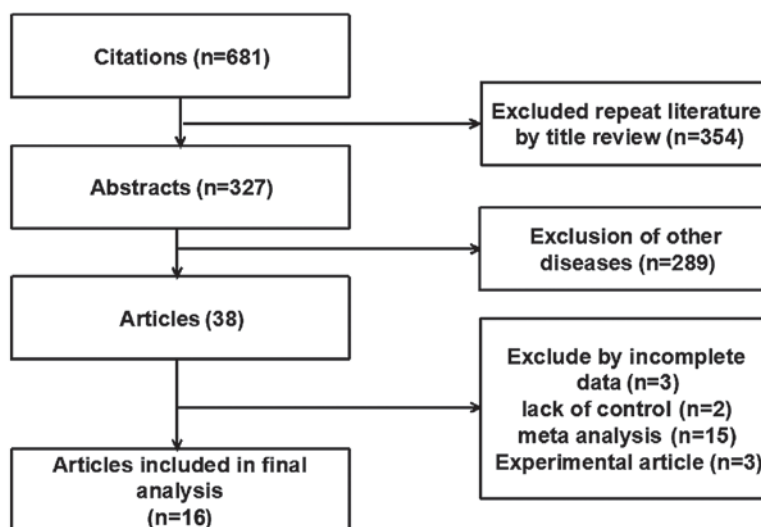 Citations (n=681)
Excluded repeat literature
by title review (n=354)
Abstracts (n=327)
Exclusion of other
diseases (n=289)
Articles (38)
Exclude by incomplete
data (n=3)
lack of control (n=2)
meta analysis (n=15)
Experimental article (n=3)
Articles included in final
analysis
(n=16)